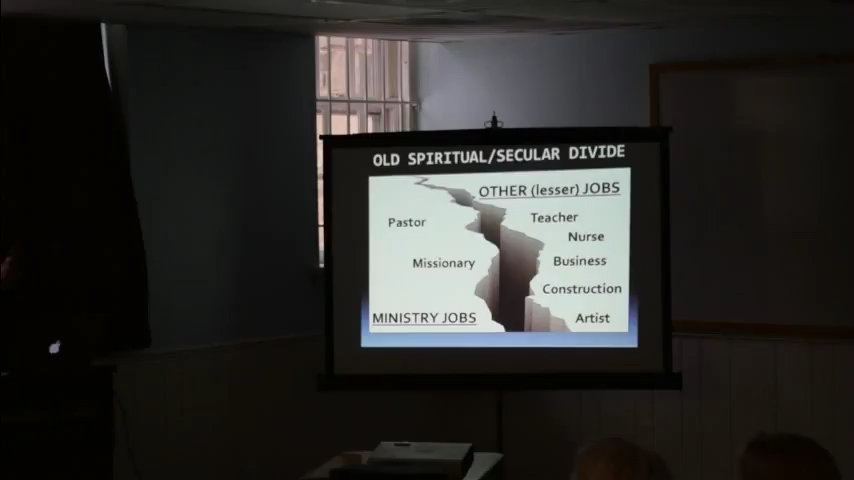 OLD SPIRITUAL/SECULAR DIVIDE
OTHER (lesser) JOBS
Pastor
Teacher
Nurse
Missionary
Business
Construction
MINISTRY JOBS
Artist